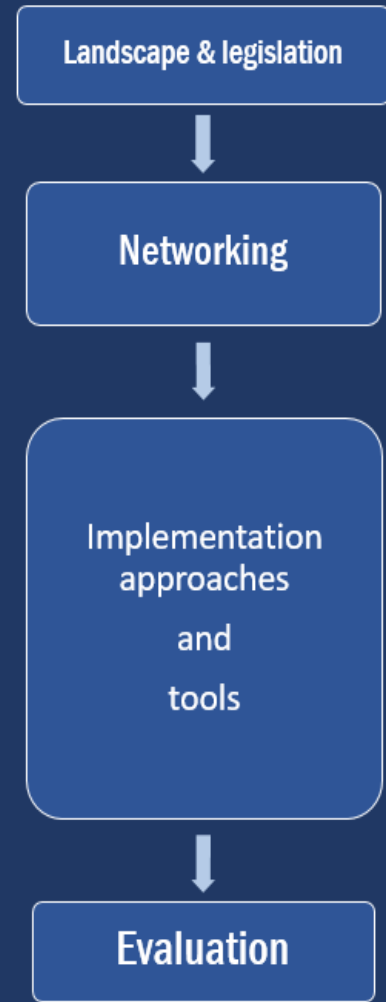 Landscape & legislation
Networking
Implementation
approaches
and
tools
Evaluation